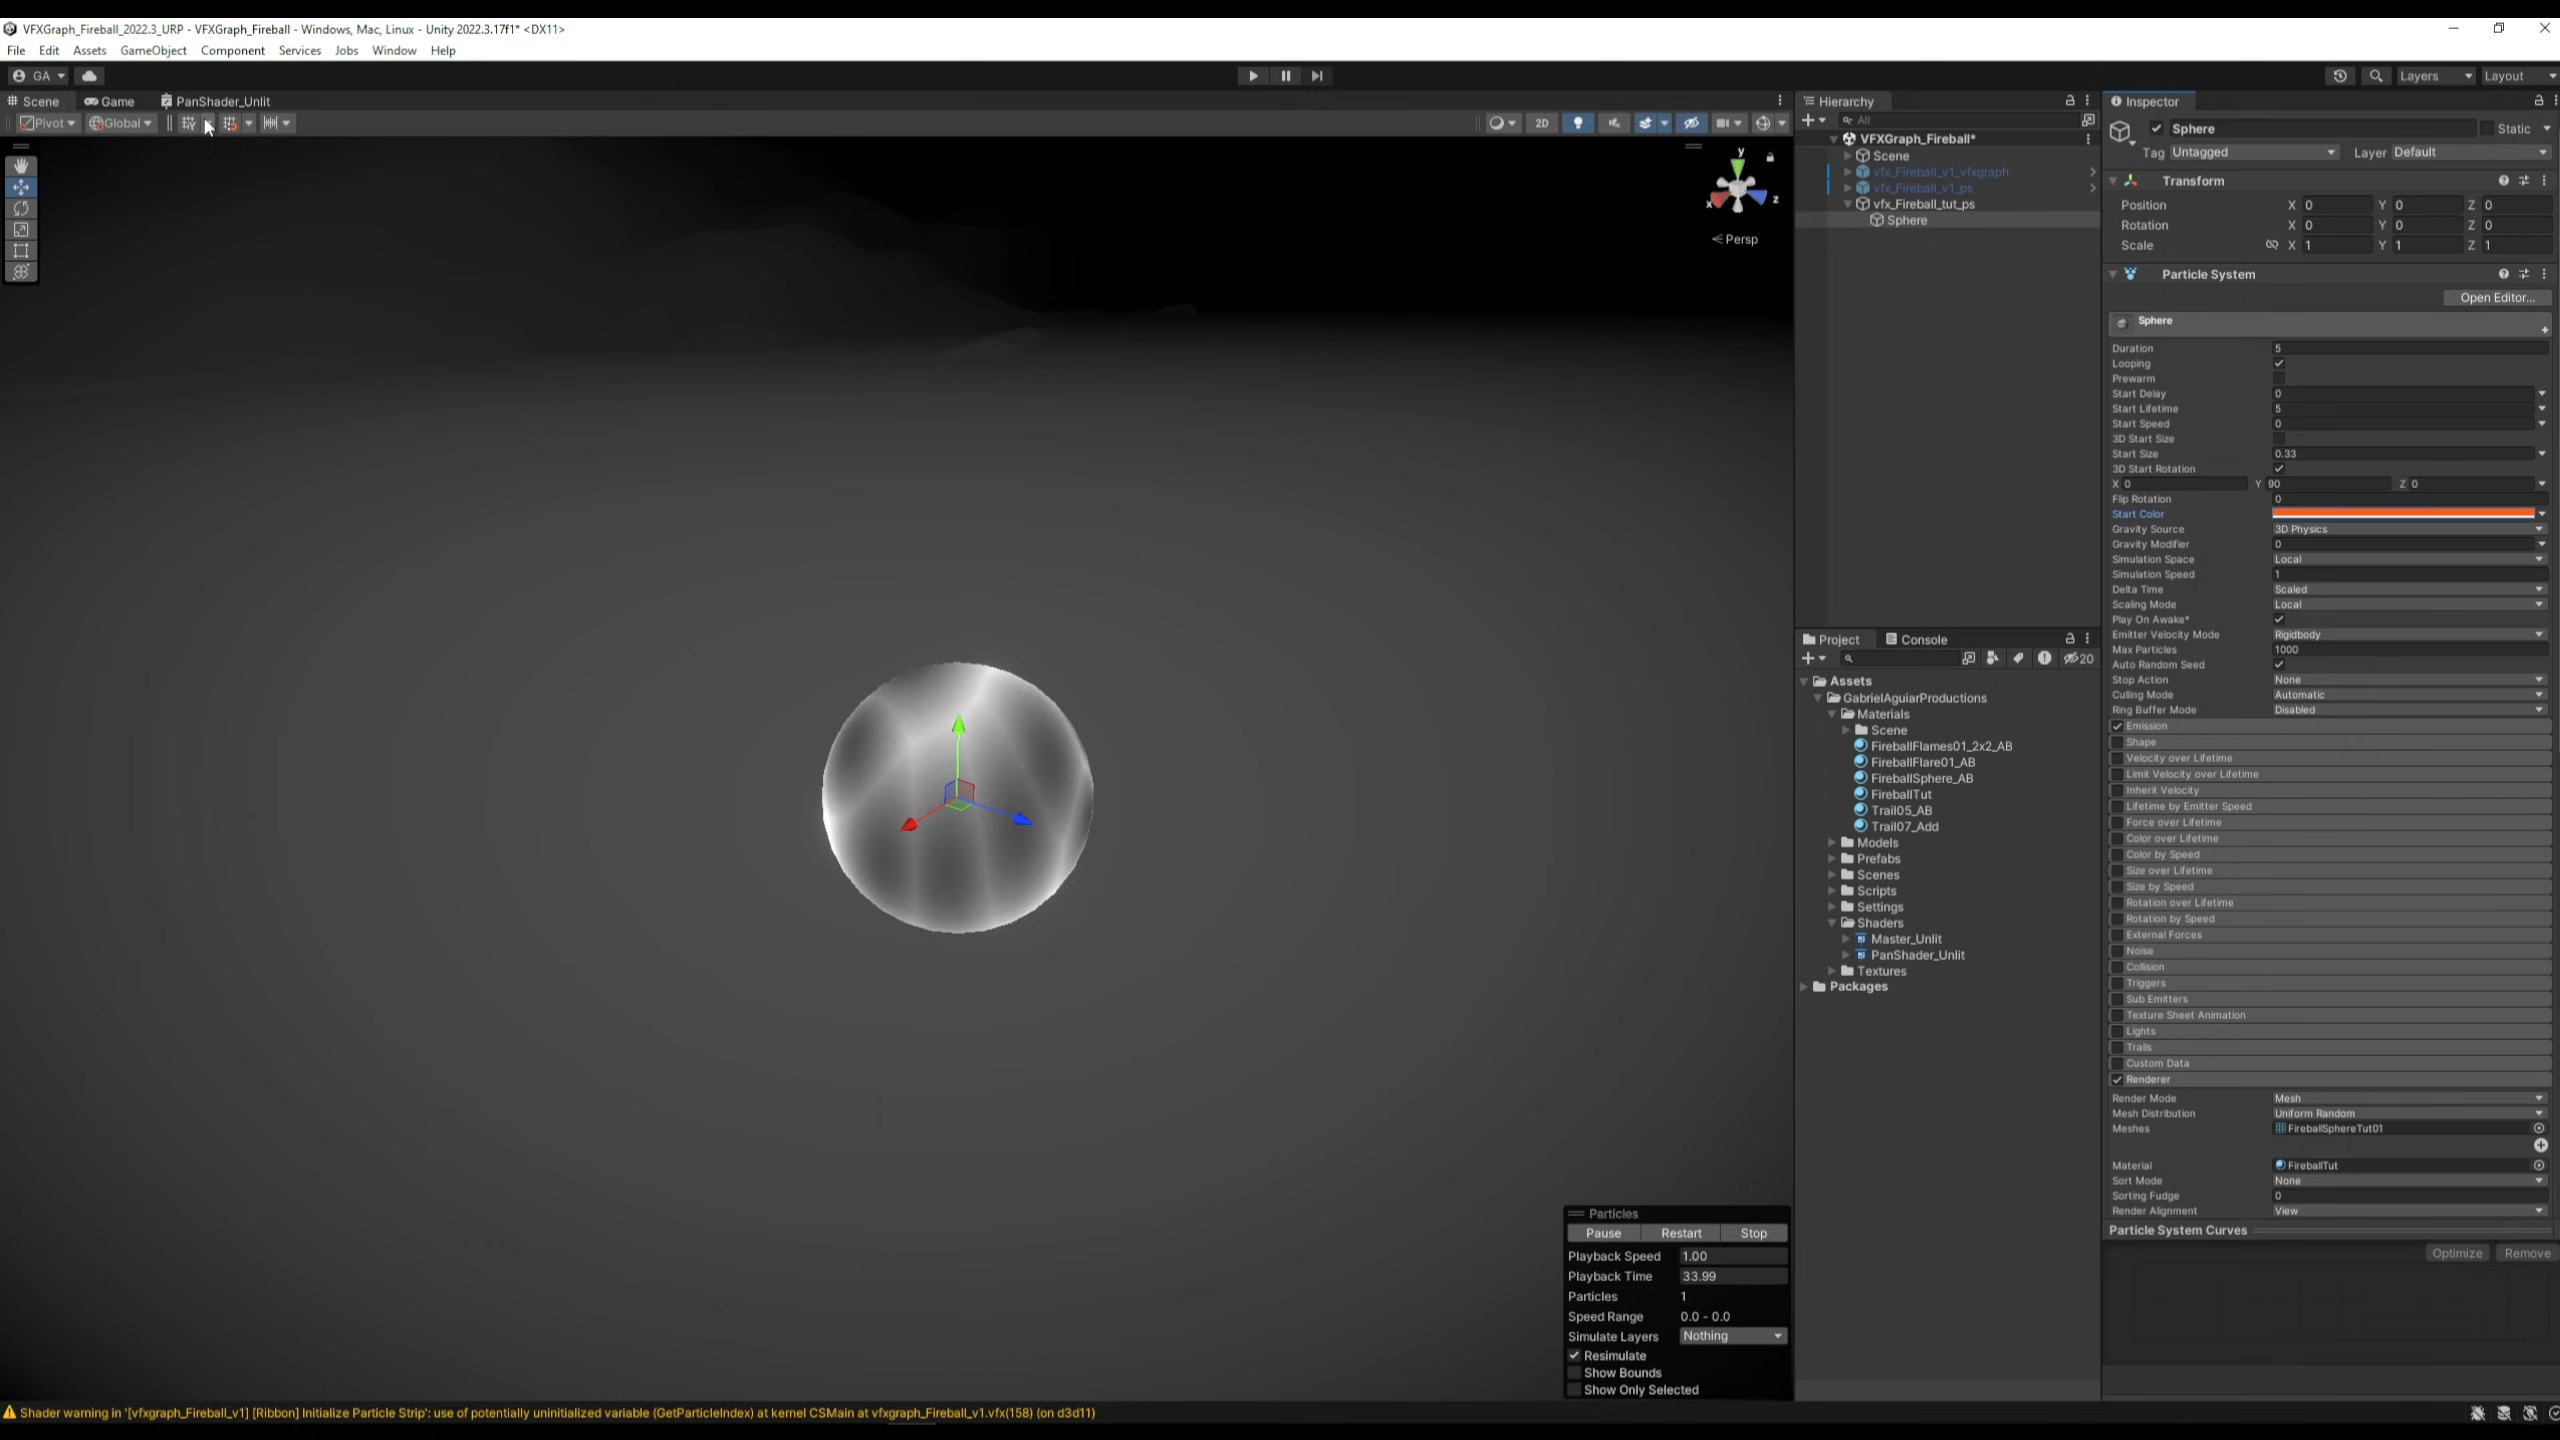 VFXGraph_Fireball_2022.3_URP - VFXGraph_Fireball - Windows, Mac, Linux - Unity 2022.3.17f1* <DX11>
File Edit Assets GameObject Component Services Jobs Window Help
GA
Layers Layout
Scene Game PanShader_Unlit
Pivot Global
2D
y
x
z
Persp
Hierarchy
All
VFXGraph_Fireball*
Scene
vfx_Fireball_v1_vfxgraph
vfx_Fireball_v1_ps
vfx_Fireball_tut_ps
Sphere
Project Console
20
Assets
GabrielAguiarProductions
Materials
Scene
FireballFlames01_2x2_AB
FireballFlare01_AB
FireballSphere_AB
FireballTut
Trail05_AB
Trail07_Add
Models
Prefabs
Scenes
Scripts
Settings
Shaders
Master_Unlit
PanShader_Unlit
Textures
Packages
Inspector
Sphere Static
Tag Untagged Layer Default
Transform
Position X 0 Y 0 Z 0
Rotation X 0 Y 0 Z 0
Scale X 1 Y 1 Z 1
Particle System
Open Editor...
Sphere
Duration 5
Looping
Prewarm
Start Delay 0
Start Lifetime 5
Start Speed 0
3D Start Size
Start Size 0.33
3D Start Rotation
X 0 Y 90 Z 0
Flip Rotation 0
Start Color
Gravity Source 3D Physics
Gravity Modifier 0
Simulation Space Local
Simulation Speed 1
Delta Time Scaled
Scaling Mode Local
Play On Awake*
Emitter Velocity Mode Rigidbody
Max Particles 1000
Auto Random Seed
Stop Action None
Culling Mode Automatic
Ring Buffer Mode Disabled
Emission
Shape
Velocity over Lifetime
Limit Velocity over Lifetime
Inherit Velocity
Lifetime by Emitter Speed
Force over Lifetime
Color over Lifetime
Color by Speed
Size over Lifetime
Size by Speed
Rotation over Lifetime
Rotation by Speed
External Forces
Noise
Collision
Triggers
Sub Emitters
Texture Sheet Animation
Lights
Trails
Custom Data
Renderer
Render Mode Mesh
Mesh Distribution Uniform Random
Meshes FireballSphereTut01
Material FireballTut
Sort Mode None
Sorting Fudge 0
Render Alignment View
Particle System Curves
Optimize Remove
Particles
Pause Restart Stop
Playback Speed 1.00
Playback Time 33.99
Particles 1
Speed Range 0.0 - 0.0
Simulate Layers Nothing
Resimulate
Show Bounds
Show Only Selected
Shader warning in '[vfxgraph_Fireball_v1] [Ribbon] Initialize Particle Strip': use of potentially uninitialized variable (GetParticleIndex) at kernel CSMain at vfxgraph_Fireball_v1.vfx(158) (on d3d11)